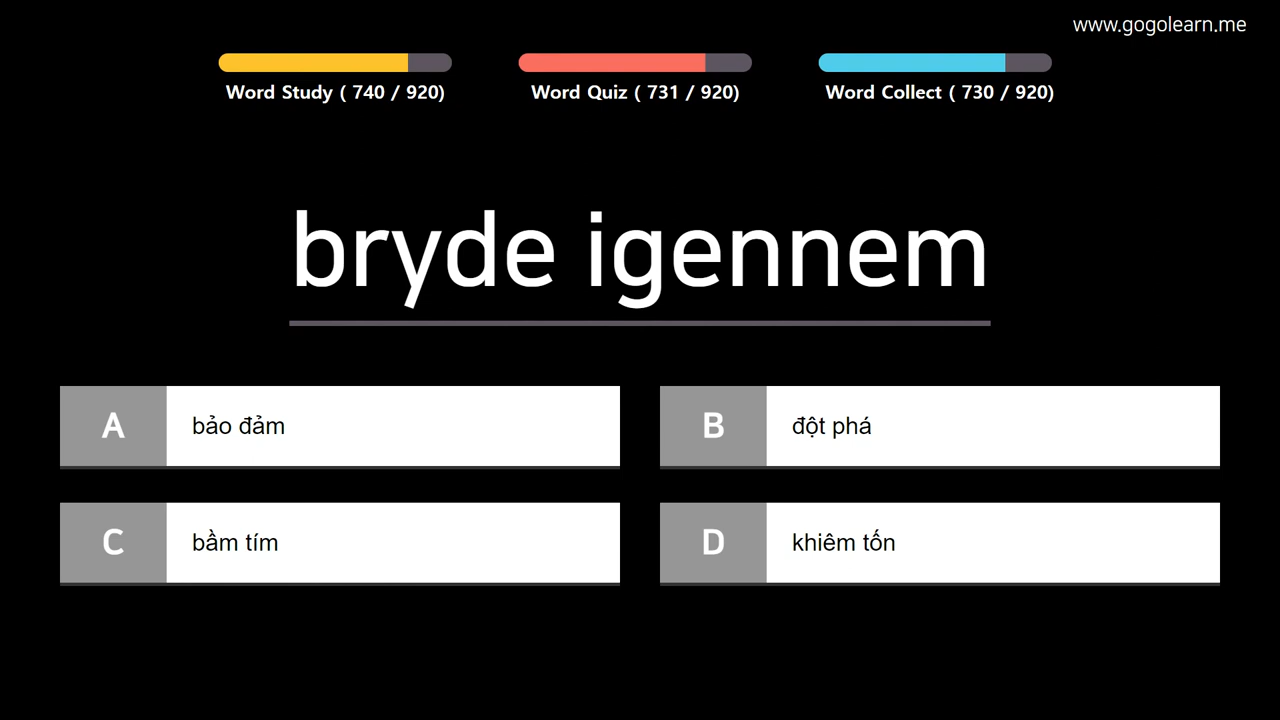 www.gogolearn.me
Word Study ( 740 / 920)
Word Quiz ( 731 / 920)
Word Collect ( 730 / 920)
bryde igennem
A bảo đảm
B đột phá
C bầm tím
D khiêm tốn